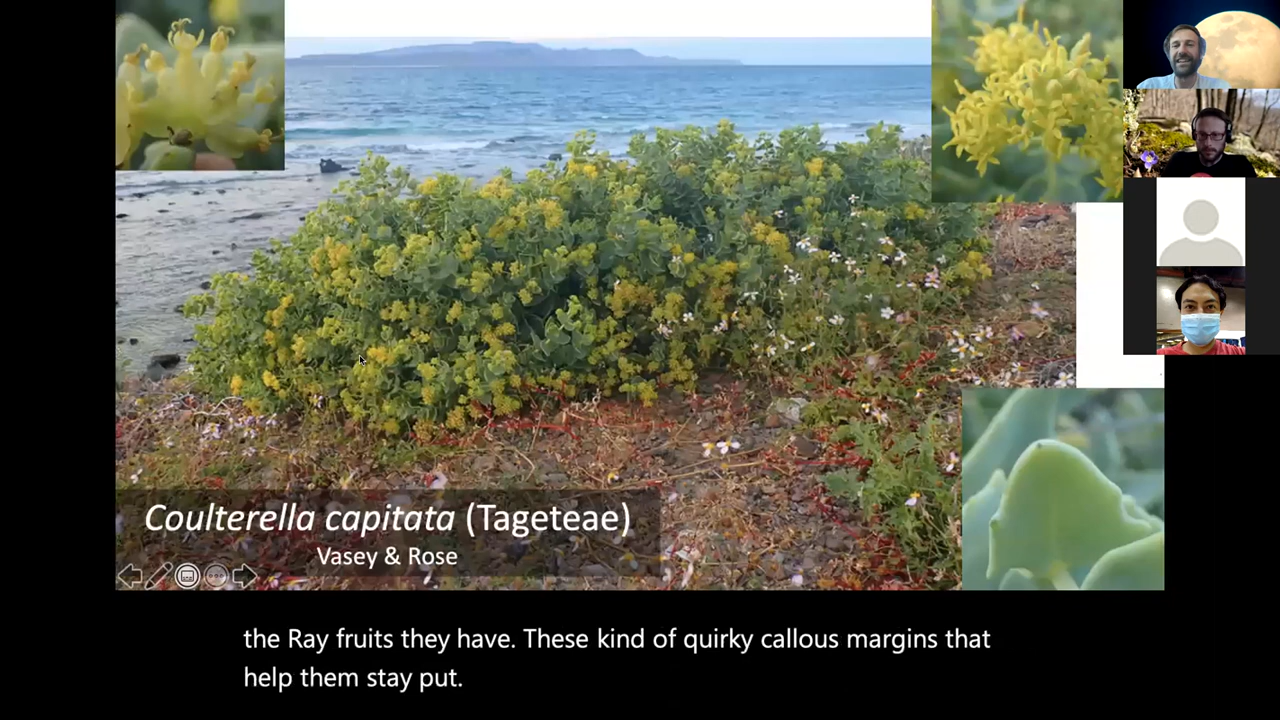 Coulterella capitata (Tageteae)
Vasey & Rose
the Ray fruits they have. These kind of quirky callous margins that
help them stay put.